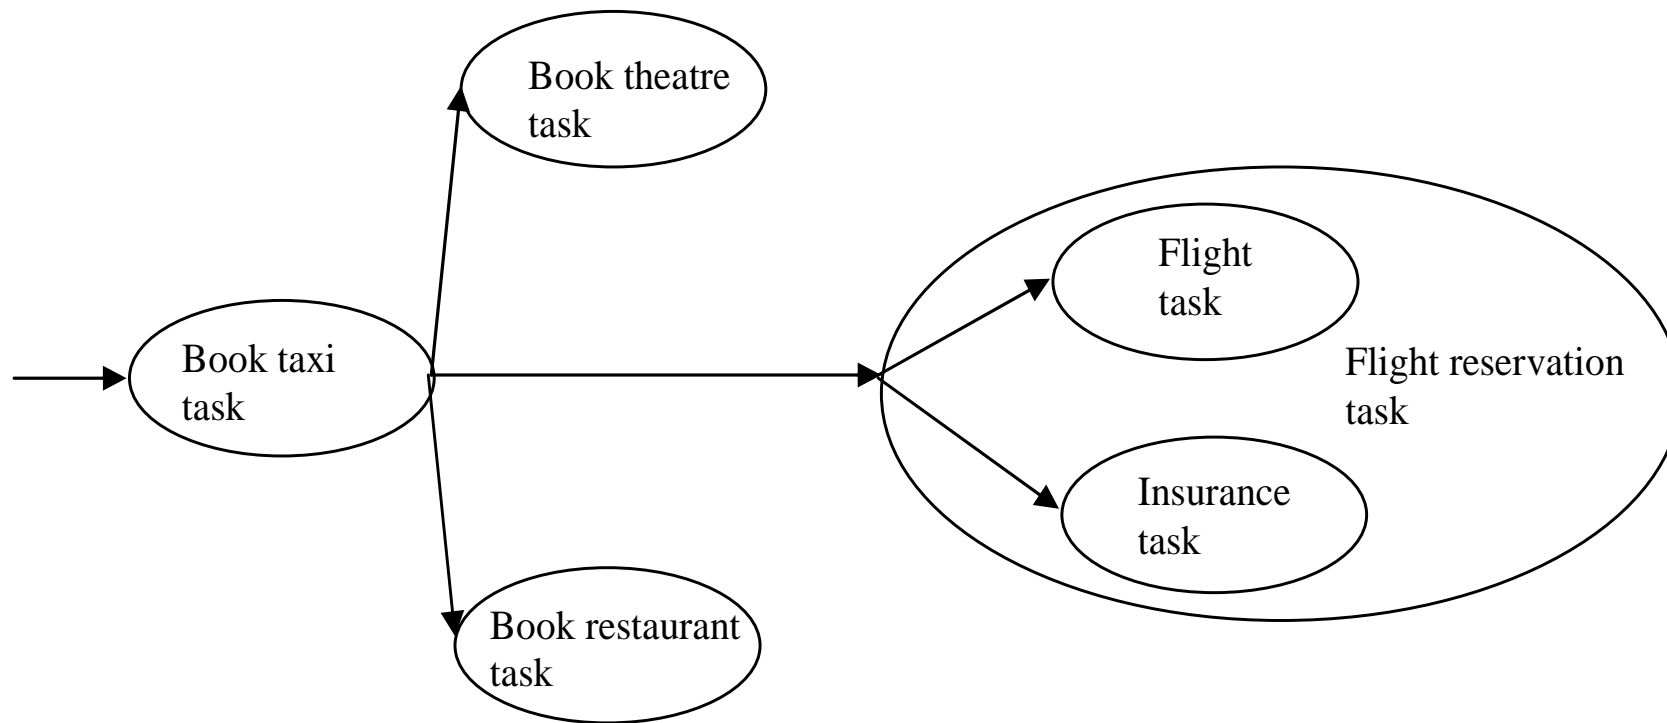 Book theatre
task
Flight
task
Book taxi
task
Flight reservation
task
Insurance
task
Book restaurant
task